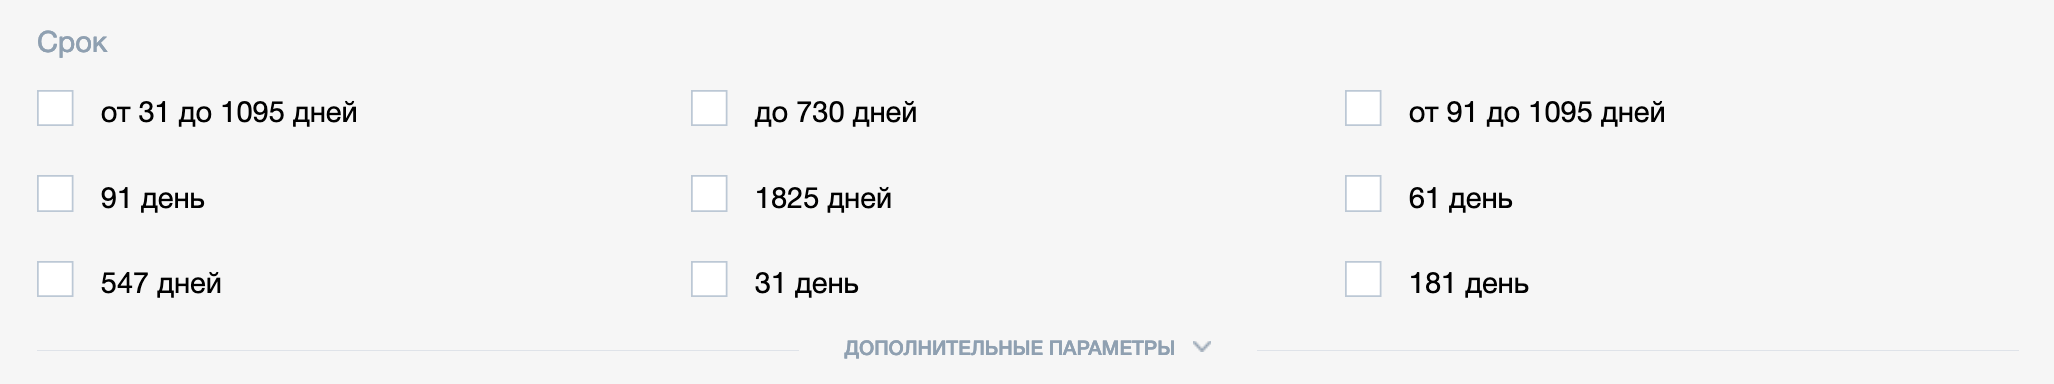 Срок
от 31 до 1095 дней
до 730 дней
от 91 до 1095 дней
91 день
1825 дней
61 день
547 дней
31 день
181 день
ДОПОЛНИТЕЛЬНЫЕ ПАРАМЕТРЫ